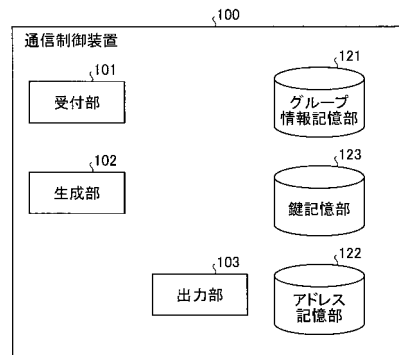 100
通信制御装置
101
受付部
121
グループ
情報記憶部
102
生成部
123
鍵記憶部
103
出力部
122
アドレス
記憶部